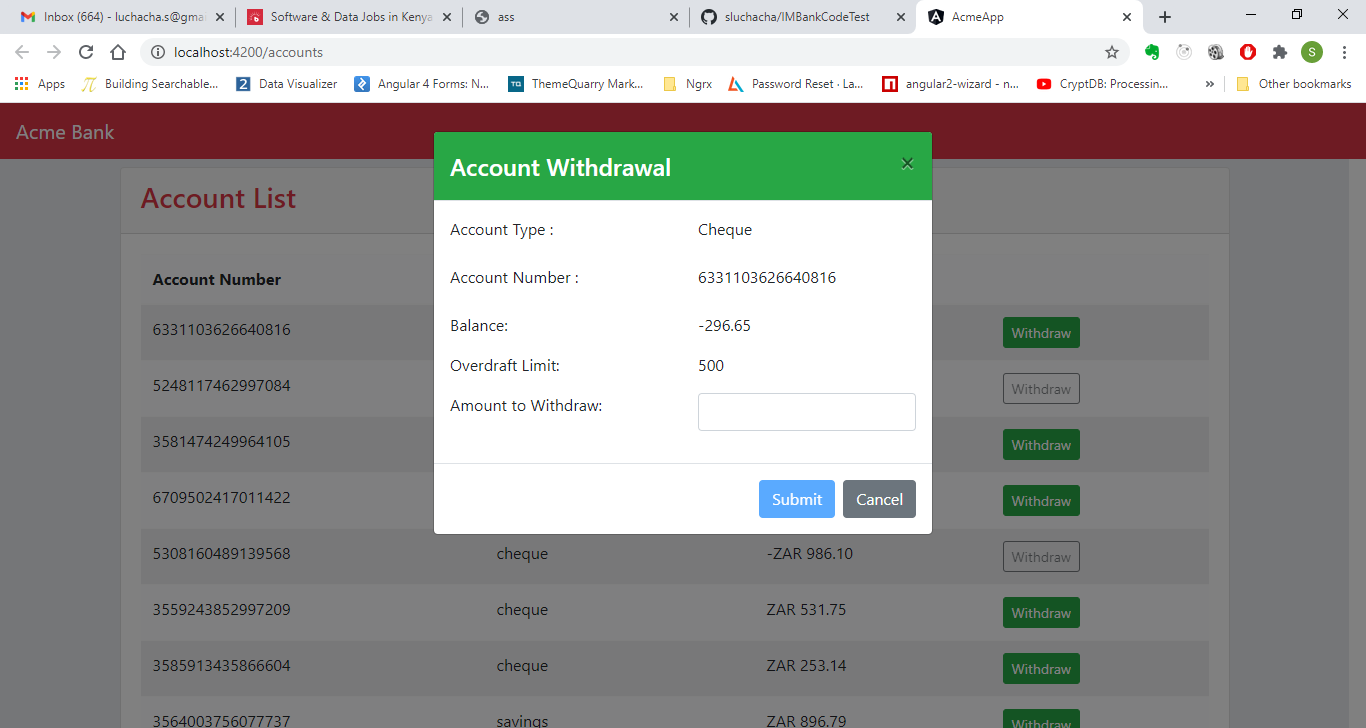 Inbox (664) - luchacha.s@gmai
Software & Data Jobs in Kenya
ass
sluchacha/IMBankCodeTest
AcmeApp
localhost:4200/accounts
S
Apps
Building Searchable...
2
Data Visualizer
Angular 4 Forms: N...
TQ
ThemeQuarry Mark...
Ngrx
Password Reset · La...
angular2-wizard - n...
CryptDB: Processin...
»
Other bookmarks
Acme Bank
Account List
Account Number
6331103626640816 Withdraw
5248117462997084 Withdraw
3581474249964105 Withdraw
6709502417011422 Withdraw
5308160489139568 cheque -ZAR 986.10 Withdraw
3559243852997209 cheque ZAR 531.75 Withdraw
3585913435866604 cheque ZAR 253.14 Withdraw
3564003756077737 savings ZAR 896.79 Withdraw
Account Withdrawal ×
Account Type : Cheque
Account Number : 6331103626640816
Balance: -296.65
Overdraft Limit: 500
Amount to Withdraw:
Submit Cancel